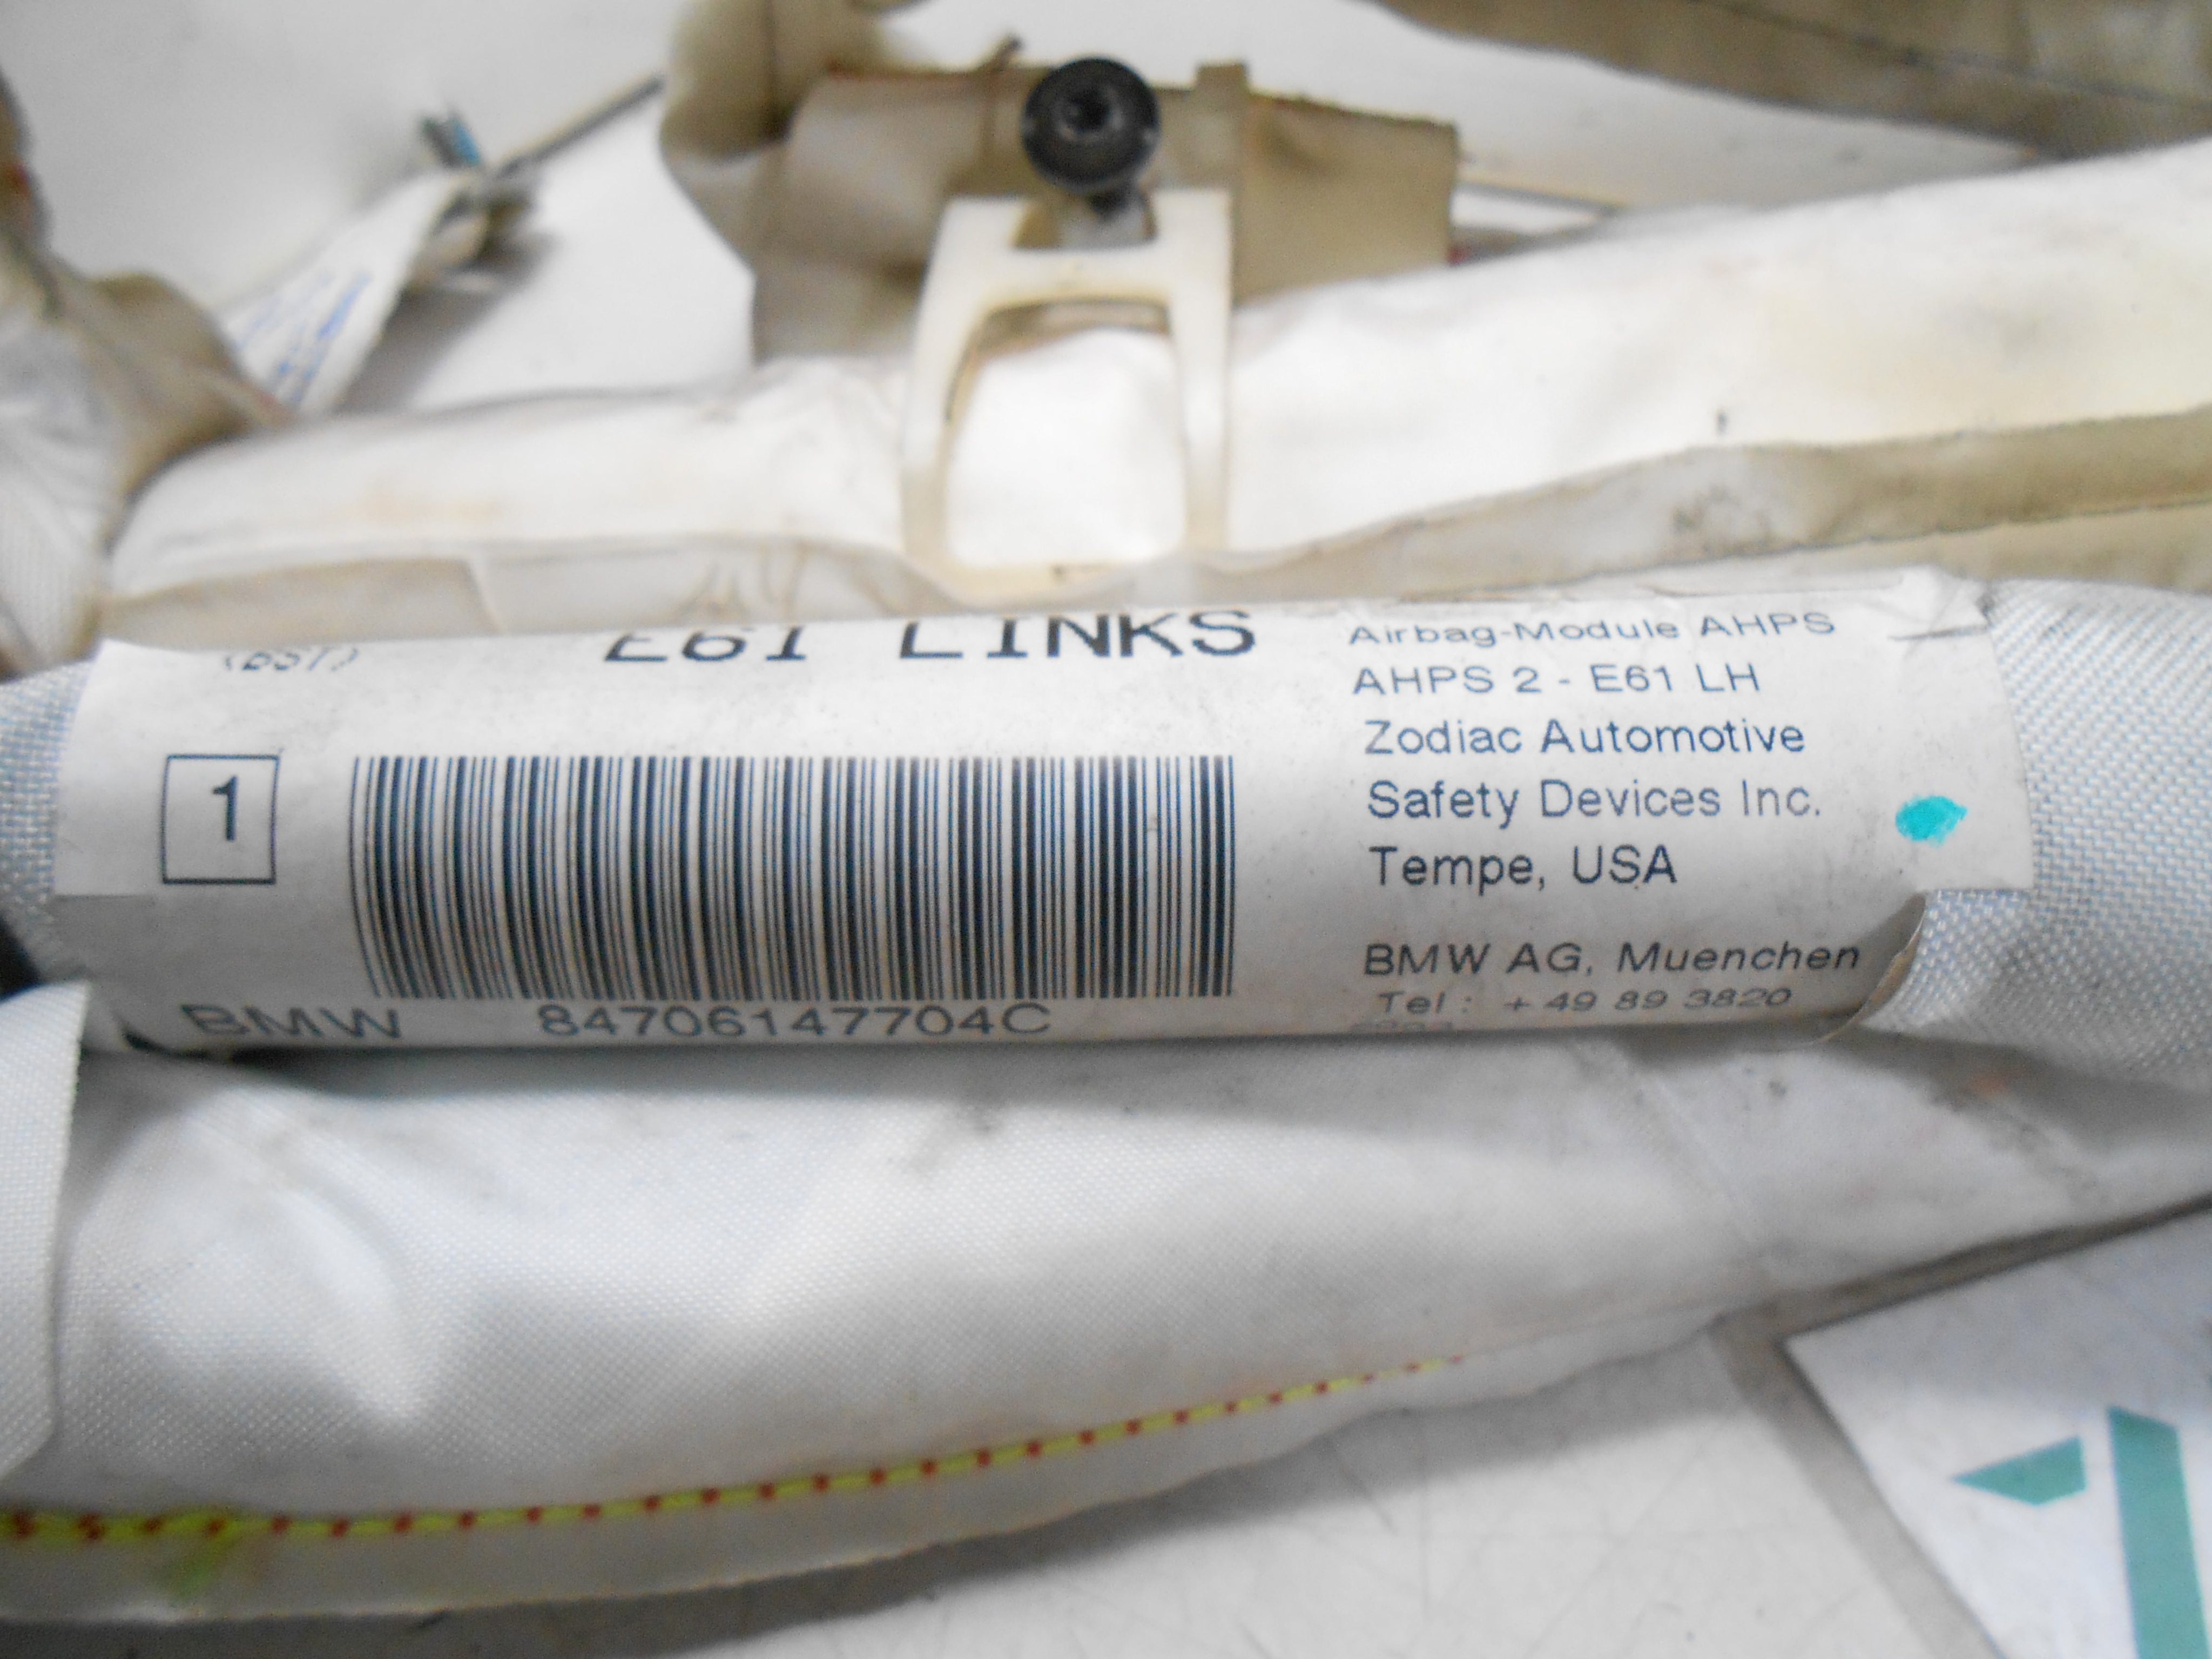 (BST)
E61 LINKS
1
BMW 84706147704C
Airbag-Module AHPS
AHPS 2 - E61 LH
Zodiac Automotive
Safety Devices Inc.
Tempe, USA
BMW AG, Muenchen
Tel : + 49 89 3820